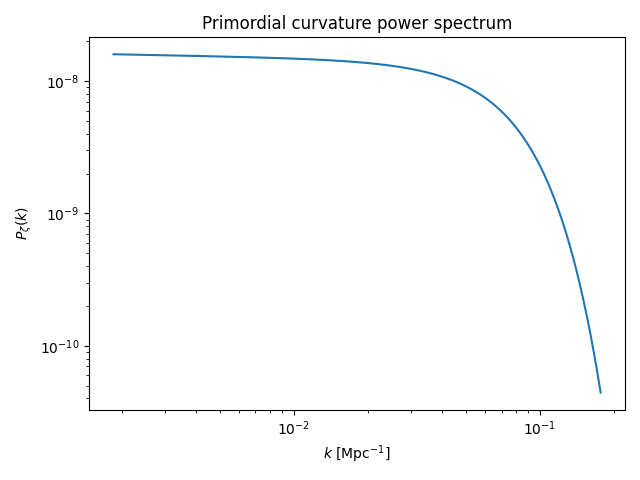 Primordial curvature power spectrum
10⁻⁸
10⁻⁹
10⁻¹⁰
P_ζ(k)
10⁻² 10⁻¹
k [Mpc⁻¹]